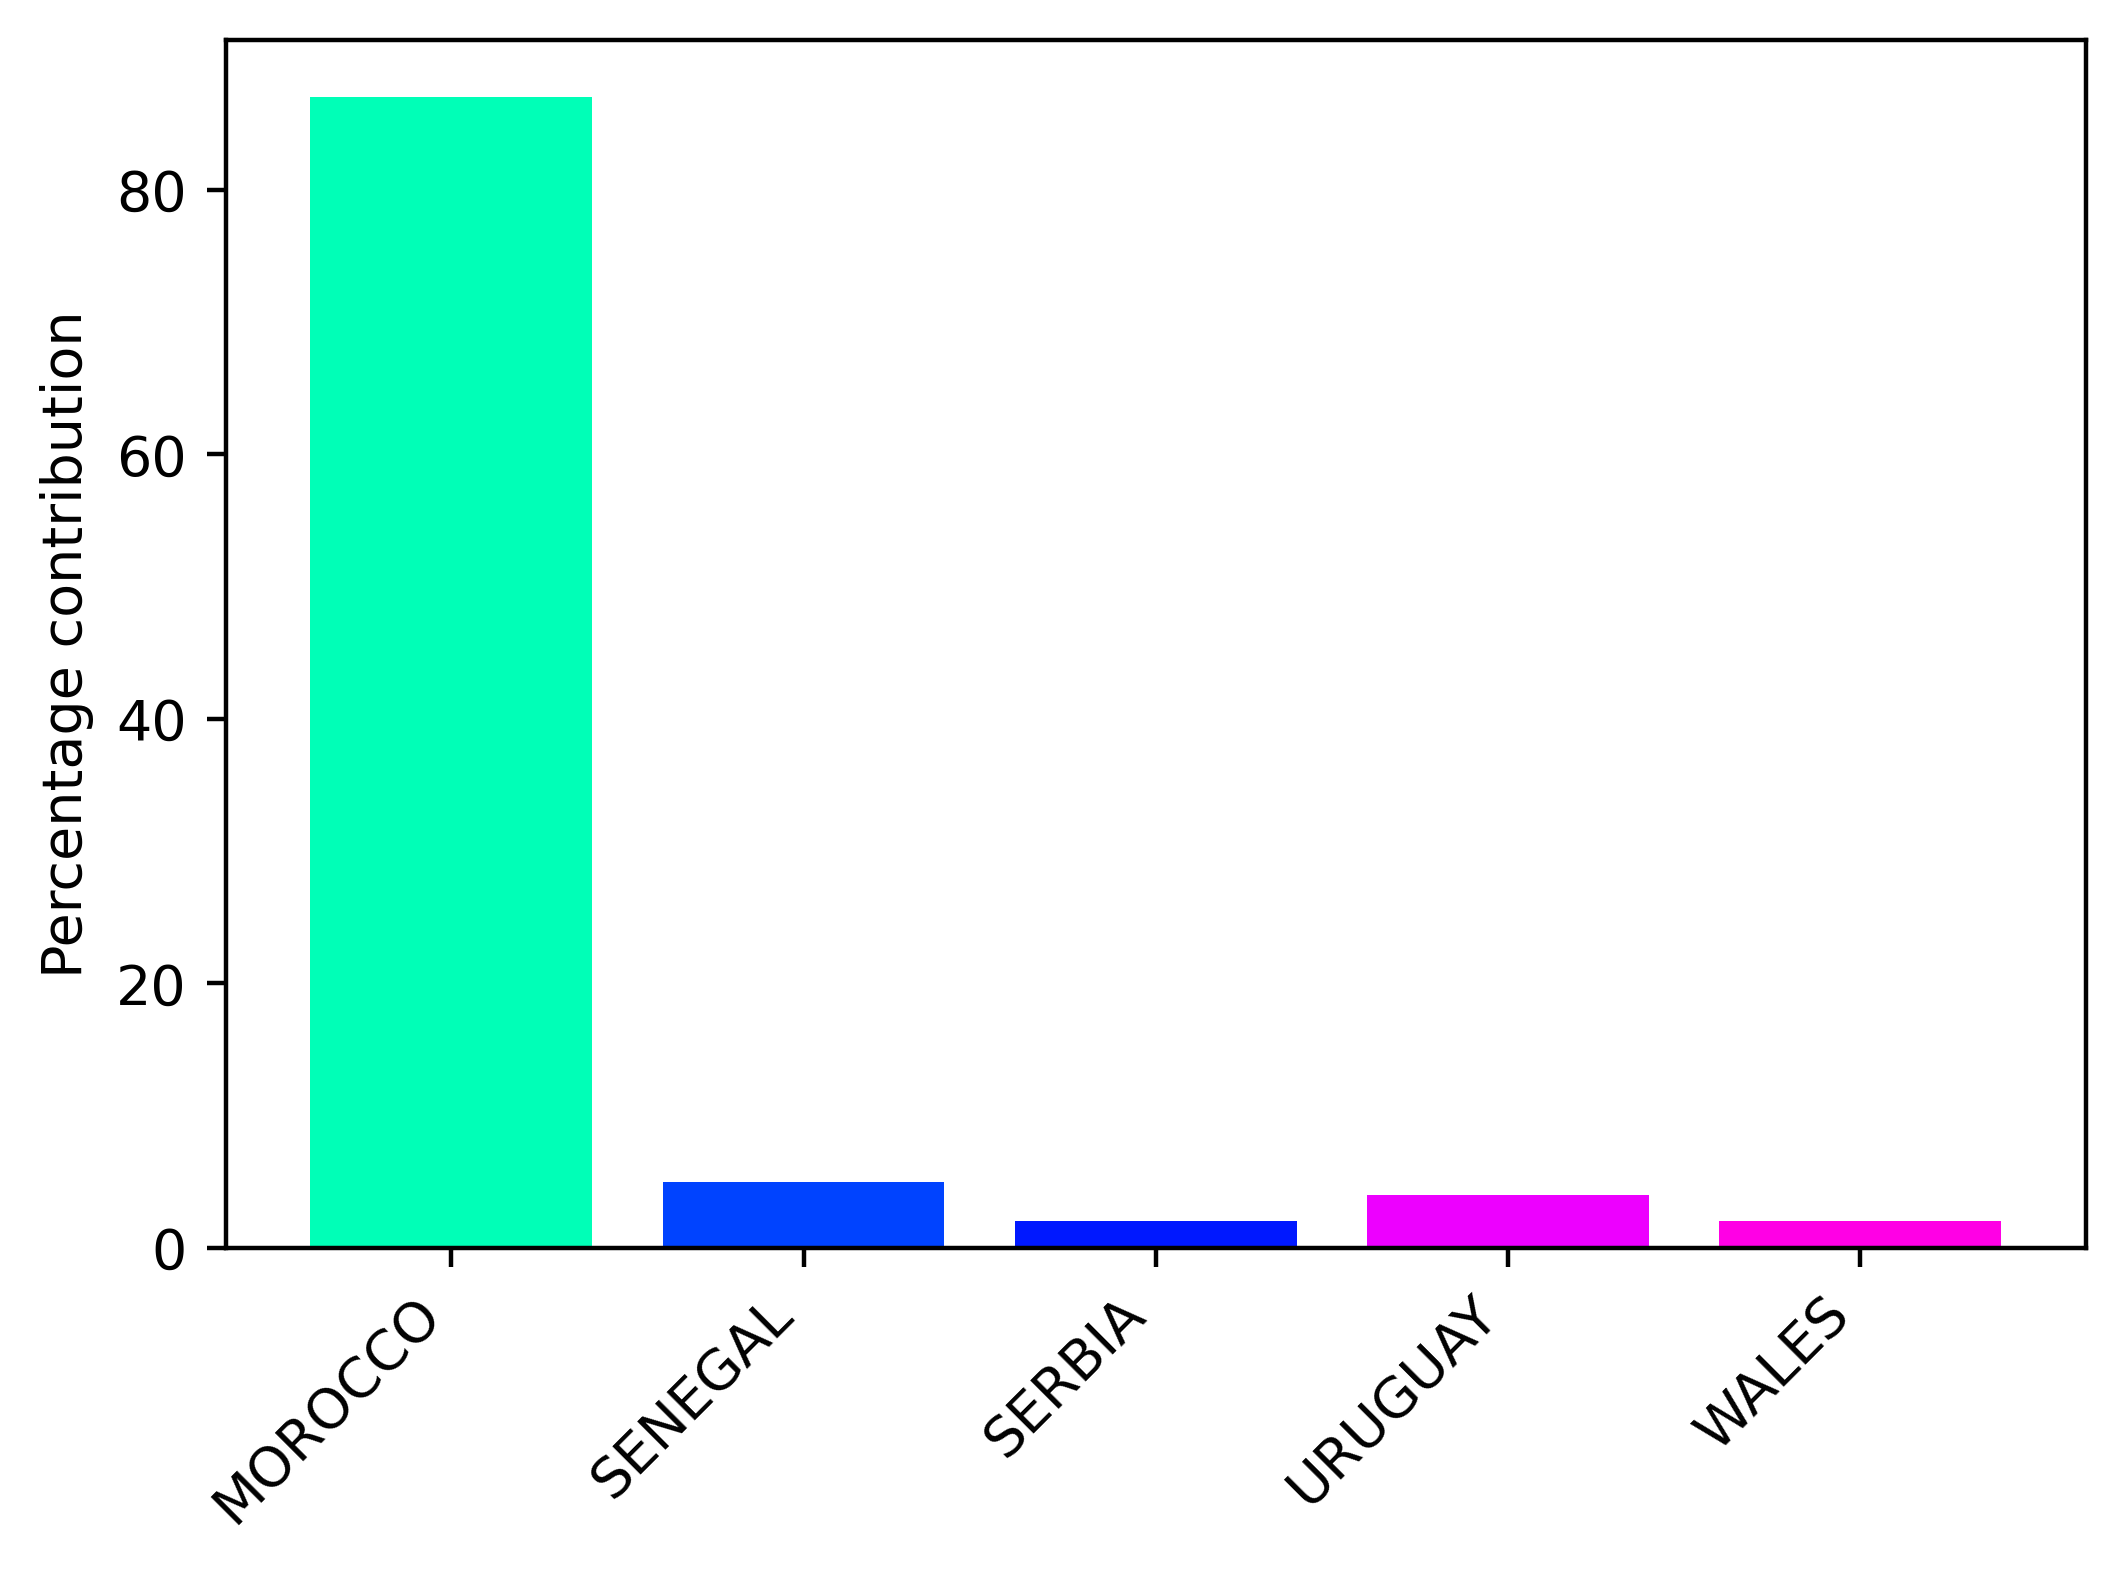 Percentage contribution
80
60
40
20
0
MOROCCO
SENEGAL
SERBIA
URUGUAY
WALES